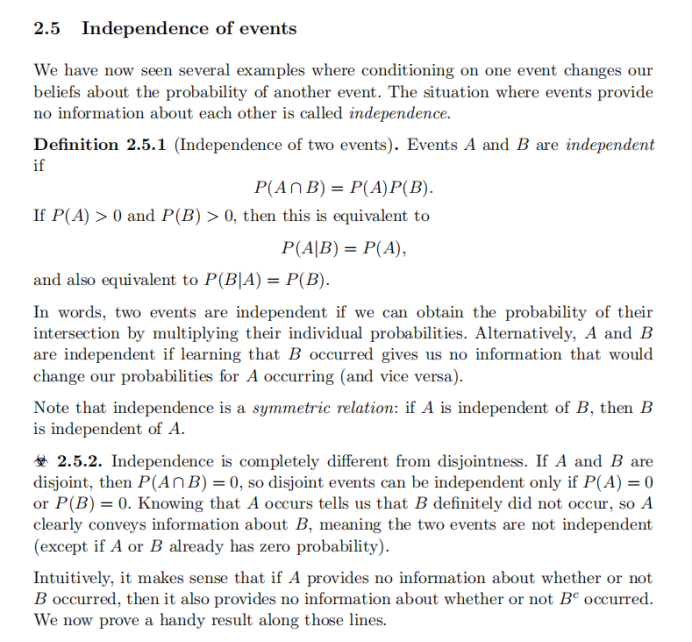 2.5 Independence of events
We have now seen several examples where conditioning on one event changes our
beliefs about the probability of another event. The situation where events provide
no information about each other is called independence.
Definition 2.5.1 (Independence of two events). Events A and B are independent
if
P(A∩B) = P(A)P(B).
If P(A) > 0 and P(B) > 0, then this is equivalent to
P(A|B) = P(A),
and also equivalent to P(B|A) = P(B).
In words, two events are independent if we can obtain the probability of their
intersection by multiplying their individual probabilities. Alternatively, A and B
are independent if learning that B occurred gives us no information that would
change our probabilities for A occurring (and vice versa).
Note that independence is a symmetric relation: if A is independent of B, then B
is independent of A.
☣ 2.5.2. Independence is completely different from disjointness. If A and B are
disjoint, then P(A∩B) = 0, so disjoint events can be independent only if P(A) = 0
or P(B) = 0. Knowing that A occurs tells us that B definitely did not occur, so A
clearly conveys information about B, meaning the two events are not independent
(except if A or B already has zero probability).
Intuitively, it makes sense that if A provides no information about whether or not
B occurred, then it also provides no information about whether or not Bᶜ occurred.
We now prove a handy result along those lines.